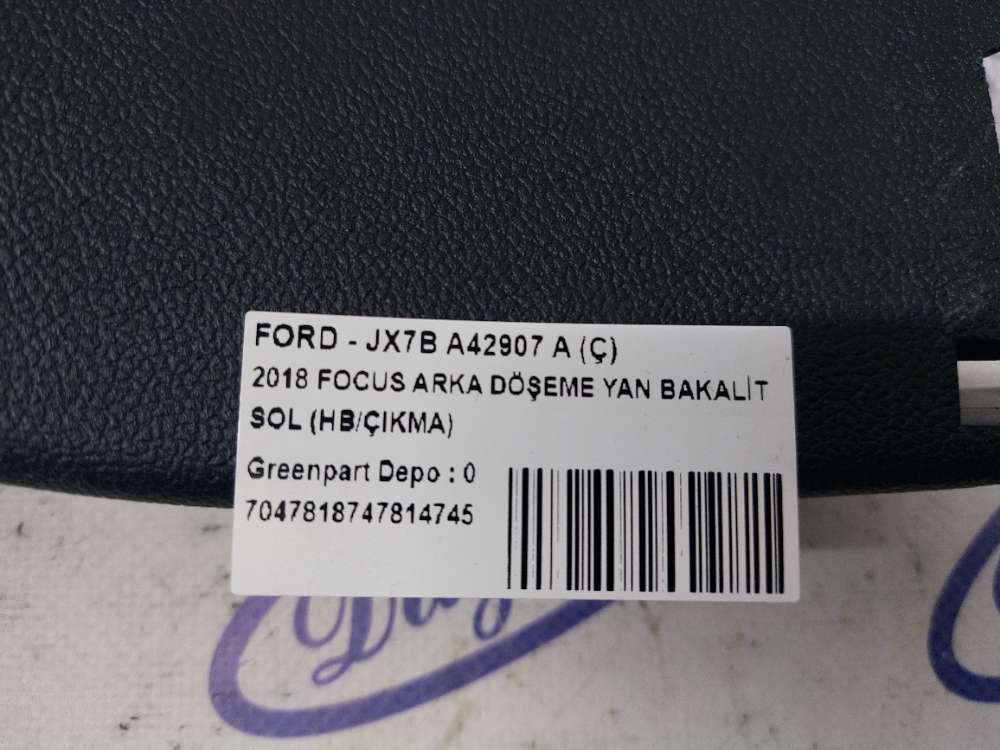 FORD - JX7B A42907 A (Ç)
2018 FOCUS ARKA DÖŞEME YAN BAKALİT
SOL (HB/ÇIKMA)
Greenpart Depo : 0
7047818747814745